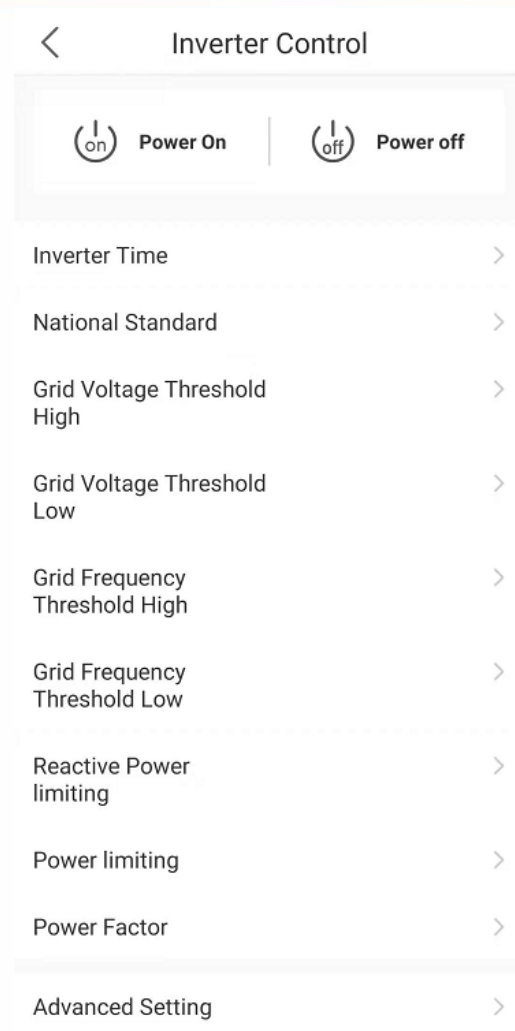 Inverter Control
on Power On off Power off
Inverter Time
National Standard
Grid Voltage Threshold
High
Grid Voltage Threshold
Low
Grid Frequency
Threshold High
Grid Frequency
Threshold Low
Reactive Power
limiting
Power limiting
Power Factor
Advanced Setting